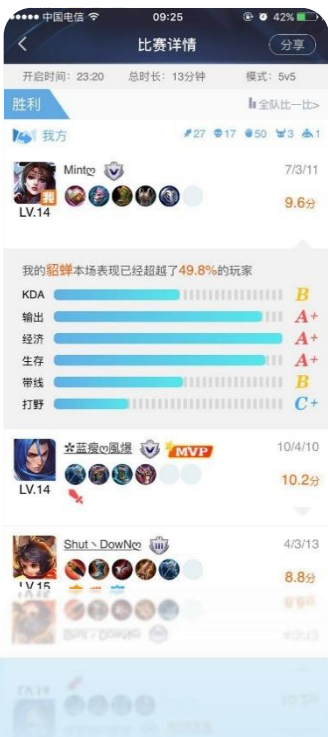 中国电信 09:25 42%
比赛详情 分享
开启时间: 23:20 总时长: 13分钟 模式: 5v5
胜利 全队比一比>
我方 27 17 50 3 1
Mintღ 7/3/11
我
LV.14 9.6分
我的貂蝉本场表现已经超越了49.8%的玩家
KDA B
输出 A+
经济 A+
生存 A+
带线 B
打野 C+
蓝瘦ღ風爆 MVP 10/4/10
LV.14 10.2分
Shut丶DowNღ 4/3/13
LV.15 8.8分